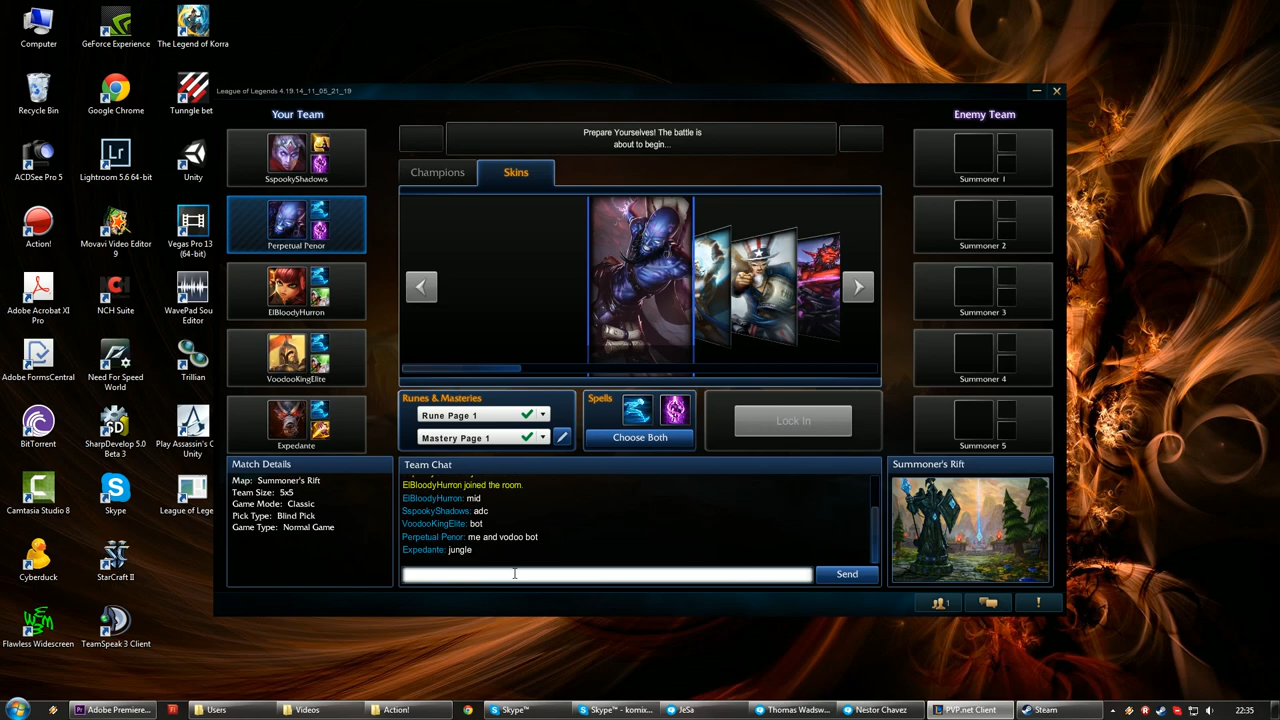 Computer
GeForce Experience
The Legend of Korra
Recycle Bin
Google Chrome
Tunngle bet
ACDSee Pro 5
Lightroom 5.6 64-bit
Unity
Action!
Movavi Video Editor
9
Vegas Pro 13
(64-bit)
Adobe Acrobat XI
Pro
NCH Suite
WavePad Sou
Editor
Adobe FormsCentral
Need For Speed
World
Trillian
BitTorrent
SharpDevelop 5.0
Beta 3
Play Assassin's C
Unity
Camtasia Studio 8
Skype
League of Lege
Cyberduck
StarCraft II
Flawless Widescreen
TeamSpeak 3 Client
League of Legends 4.19.14_11_05_21_19
Your Team
SspookyShadows
Perpetual Penor
ElBloodyHurron
VoodooKingElite
Expedante
Prepare Yourselves! The battle is
about to begin...
Champions
Skins
Enemy Team
Summoner 1
Summoner 2
Summoner 3
Summoner 4
Summoner 5
Runes & Masteries
Rune Page 1
Mastery Page 1
Spells
Choose Both
Lock In
Match Details
Map: Summoner's Rift
Team Size: 5x5
Game Mode: Classic
Pick Type: Blind Pick
Game Type: Normal Game
Team Chat
ElBloodyHurron joined the room.
ElBloodyHurron: mid
SspookyShadows: adc
VoodooKingElite: bot
Perpetual Penor: me and vodoo bot
Expedante: jungle
Send
Summoner's Rift
1
Adobe Premiere...
Users
Videos
Action!
Skype™
Skype™ - komix...
JeSa
Thomas Wadsw...
Nestor Chavez
PVP.net Client
Steam
22:35